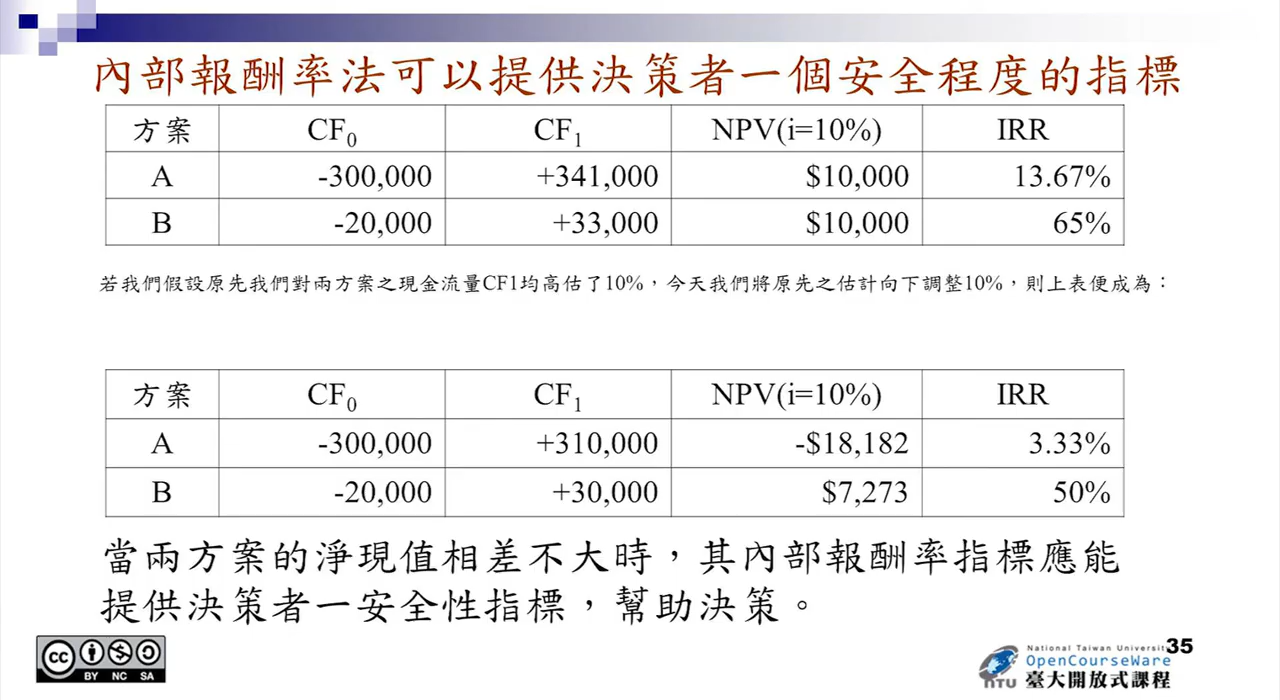 內部報酬率法可以提供決策者一個安全程度的指標
方案 CF0 CF1 NPV(i=10%) IRR
A -300,000 +341,000 $10,000 13.67%
B -20,000 +33,000 $10,000 65%
若我們假設原先我們對兩方案之現金流量CF1均高估了10%，今天我們將原先之估計向下調整10%，則上表便成為：
方案 CF0 CF1 NPV(i=10%) IRR
A -300,000 +310,000 -$18,182 3.33%
B -20,000 +30,000 $7,273 50%
當兩方案的淨現值相差不大時，其內部報酬率指標應能
提供決策者一安全性指標，幫助決策。
cc BY NC SA
National Taiwan Universit
OpenCourseWare
NTU 臺大開放式課程
35